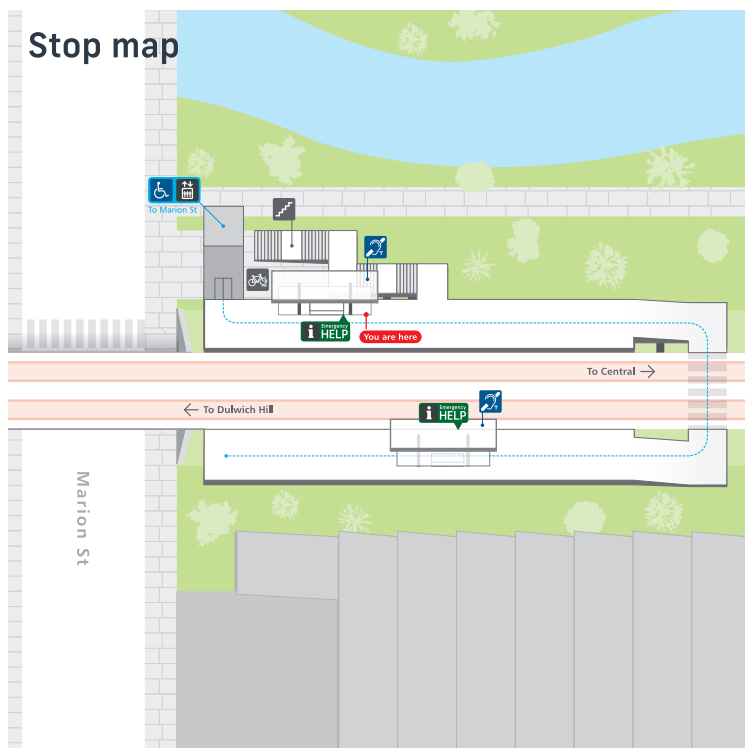 Stop map
To Marion St
i Emergency
HELP
You are here
To Central →
← To Dulwich Hill
i Emergency
HELP
Marion St